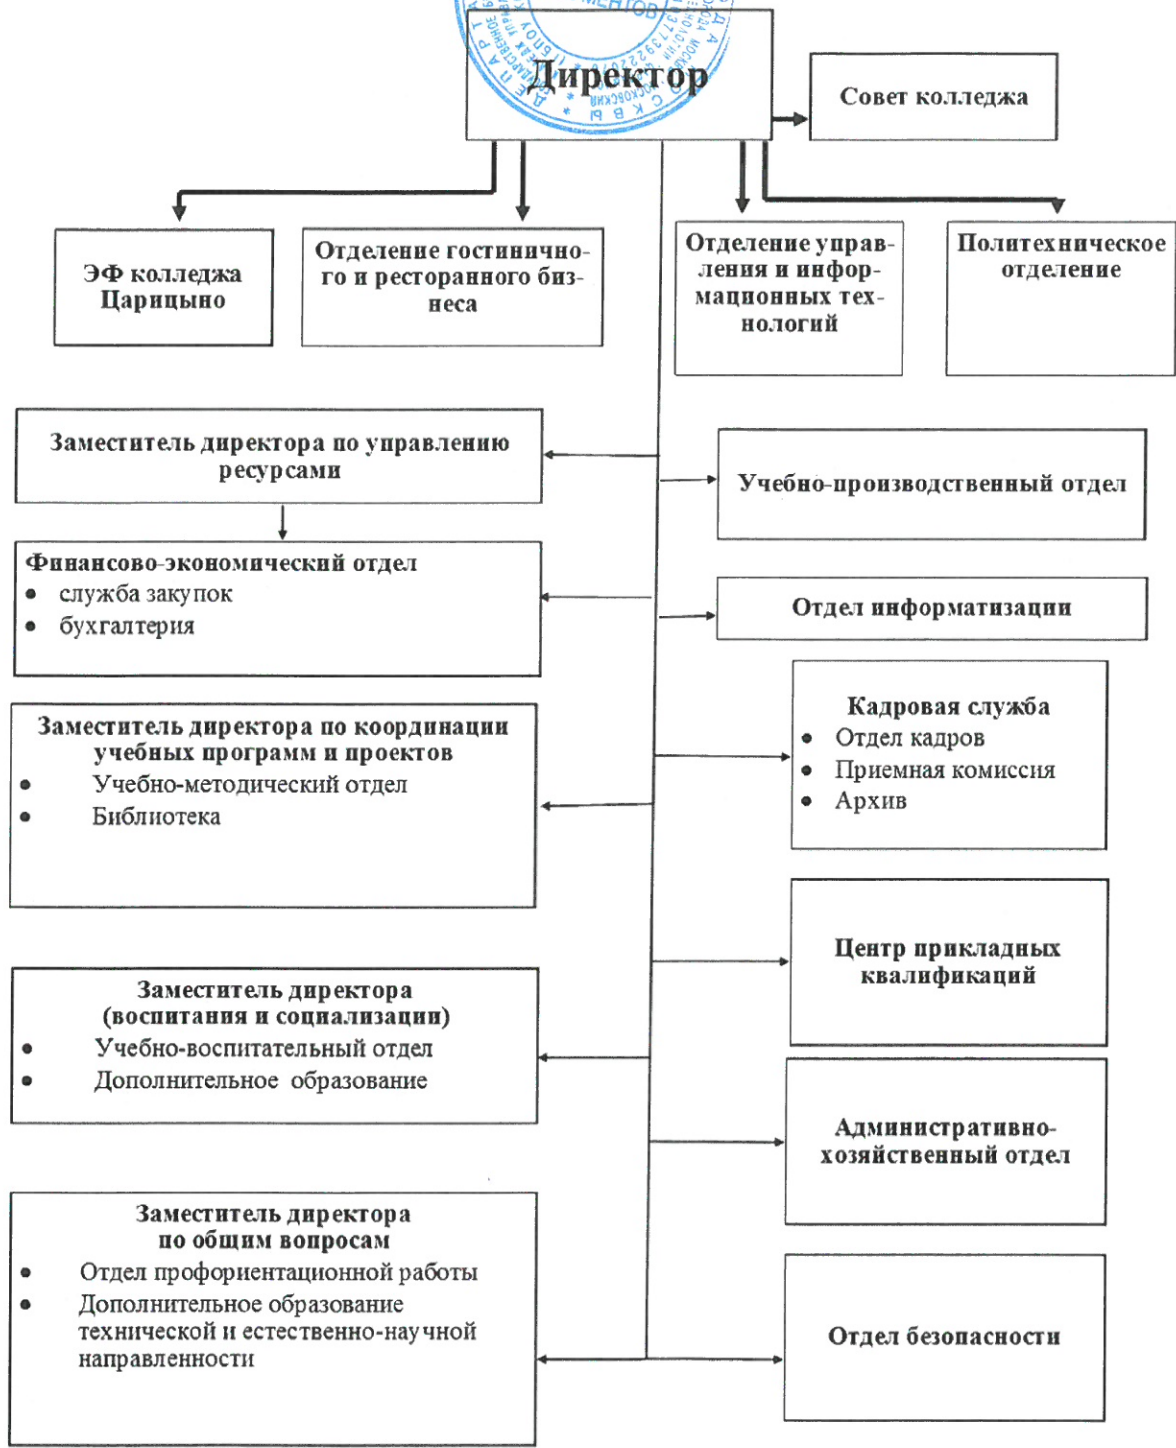 ДОКУМЕНТОВ
Директор
Совет колледжа
ЭФ колледжа
Царицыно
Отделение гостинично-
го и ресторанного биз-
неса
Отделение управ-
ления и инфор-
мационных тех-
нологий
Политехническое
отделение
Заместитель директора по управлению
ресурсами
Учебно-производственный отдел
Финансово-экономический отдел
• служба закупок
• бухгалтерия
Отдел информатизации
Заместитель директора по координации
учебных программ и проектов
• Учебно-методический отдел
• Библиотека
Кадровая служба
• Отдел кадров
• Приемная комиссия
• Архив
Центр прикладных
квалификаций
Заместитель директора
(воспитания и социализации)
• Учебно-воспитательный отдел
• Дополнительное образование
Административно-
хозяйственный отдел
Заместитель директора
по общим вопросам
• Отдел профориентационной работы
• Дополнительное образование
технической и естественно-научной
направленности
Отдел безопасности